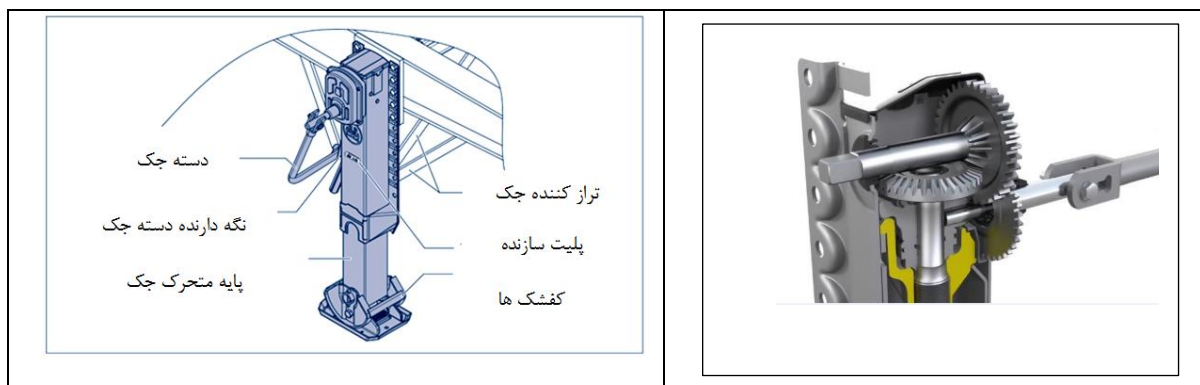 دسته جک
نگه دارنده دسته جک
پایه متحرک جک
تراز کننده جک
پلیت سازنده
کفشک ها